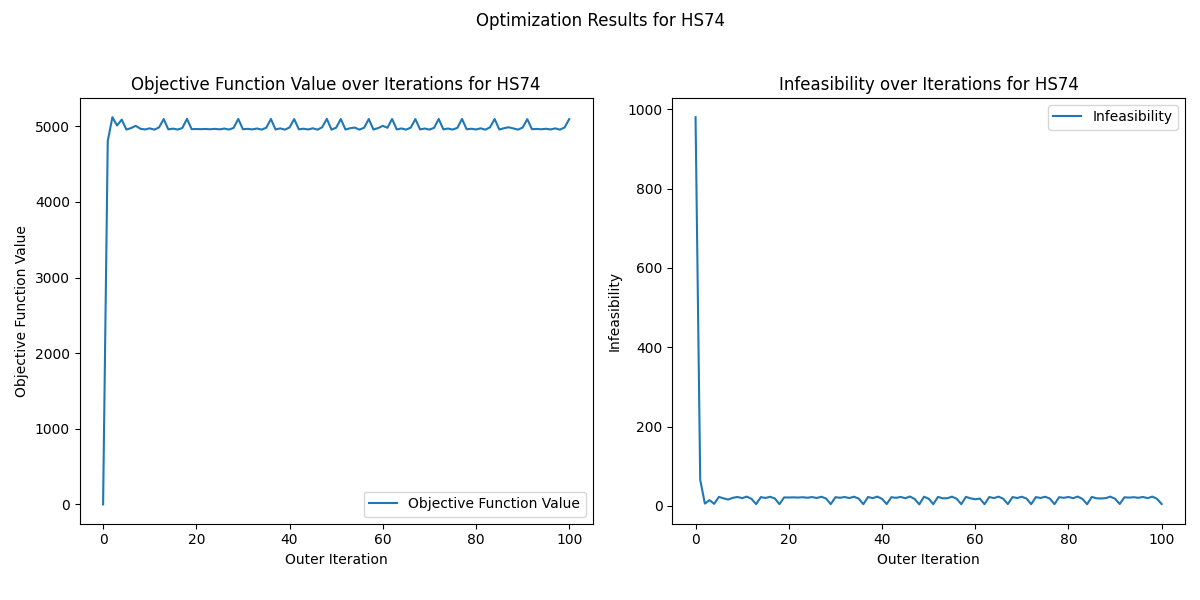 Optimization Results for HS74
Objective Function Value over Iterations for HS74
Objective Function Value
5000
4000
3000
2000
1000
0
Objective Function Value
0
20
40
60
80
100
Outer Iteration
Infeasibility over Iterations for HS74
Infeasibility
1000
800
600
400
200
0
Infeasibility
0
20
40
60
80
100
Outer Iteration